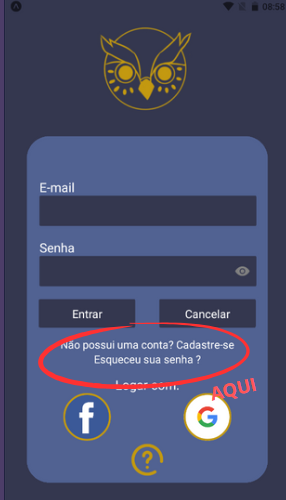 08:58
E-mail
Senha
Entrar Cancelar
Não possui uma conta? Cadastre-se
Esqueceu sua senha ?
Logar com:
AQUI
f G
?